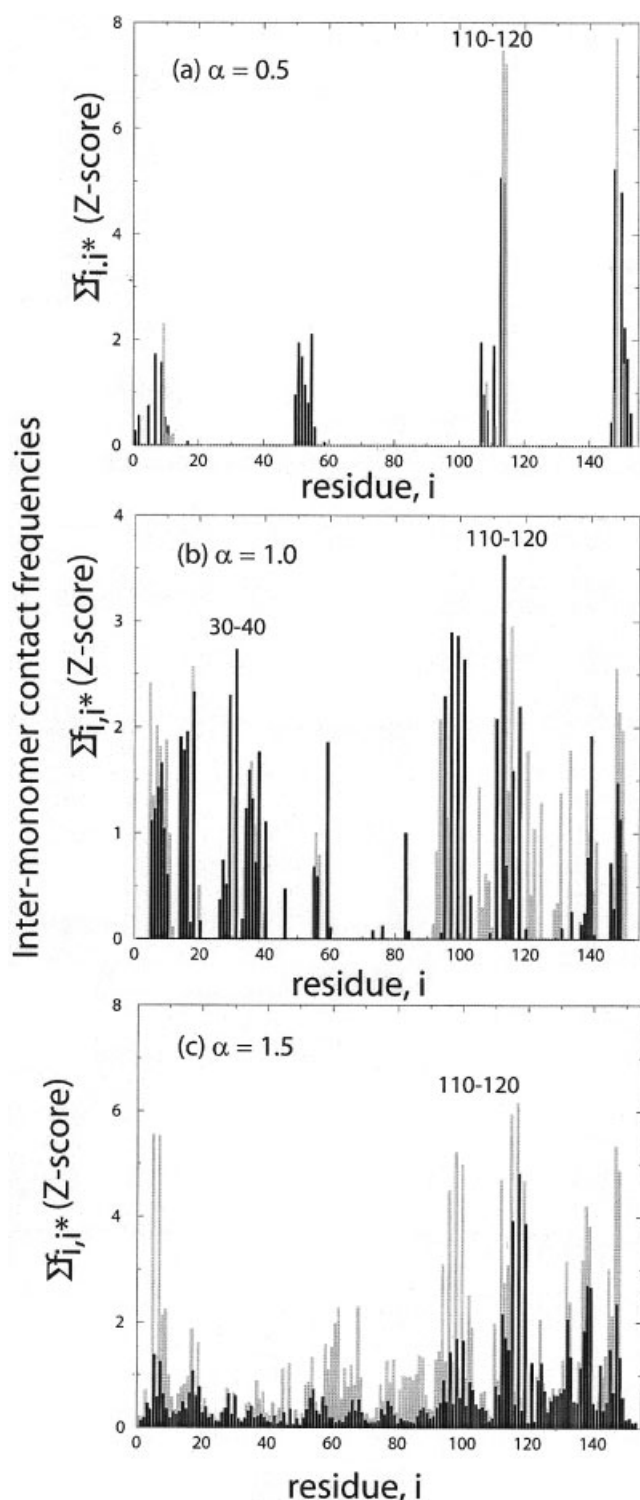 Inter-monomer contact frequencies
(a) α = 0.5
110-120
Σf_{i,i*} (Z-score)
8
6
4
2
0
0 20 40 60 80 100 120 140
residue, i
(b) α = 1.0
110-120
30-40
Σf_{i,i*} (Z-score)
4
3
2
1
0
0 20 40 60 80 100 120 140
residue, i
(c) α = 1.5
110-120
Σf_{i,i*} (Z-score)
8
6
4
2
0
0 20 40 60 80 100 120 140
residue, i